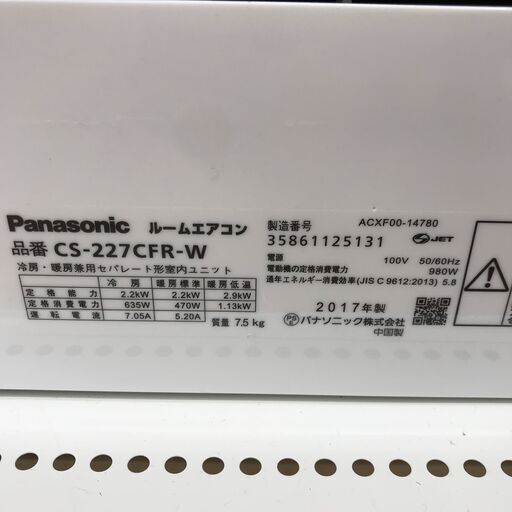 Panasonic ルームエアコン
品番 CS-227CFR-W
冷房・暖房兼用セパレート形室内ユニット
冷房 暖房標準 暖房低温
定格能力 2.2kW 2.2kW 2.9kW
定格消費電力 635W 470W 1.13kW
運転電流 7.05A 5.20A
質量 7.5 kg
ACXF00-14780
製造番号
35861125131
JET
電源 100V 50/60Hz
電動機の定格消費電力 980W
通年エネルギー消費効率(JIS C 9612:2013) 5.8
2017年製
PS E パナソニック株式会社
中国製